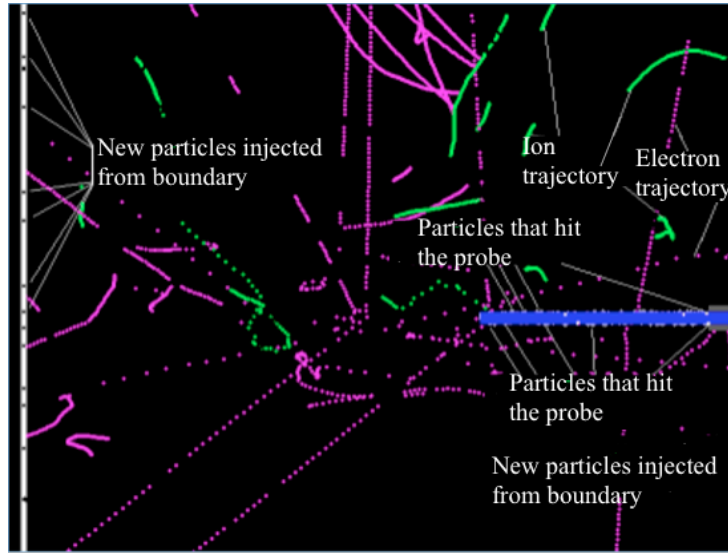 New particles injected
from boundary
Ion
trajectory
Electron
trajectory
Particles that hit
the probe
Particles that hit
the probe
New particles injected
from boundary